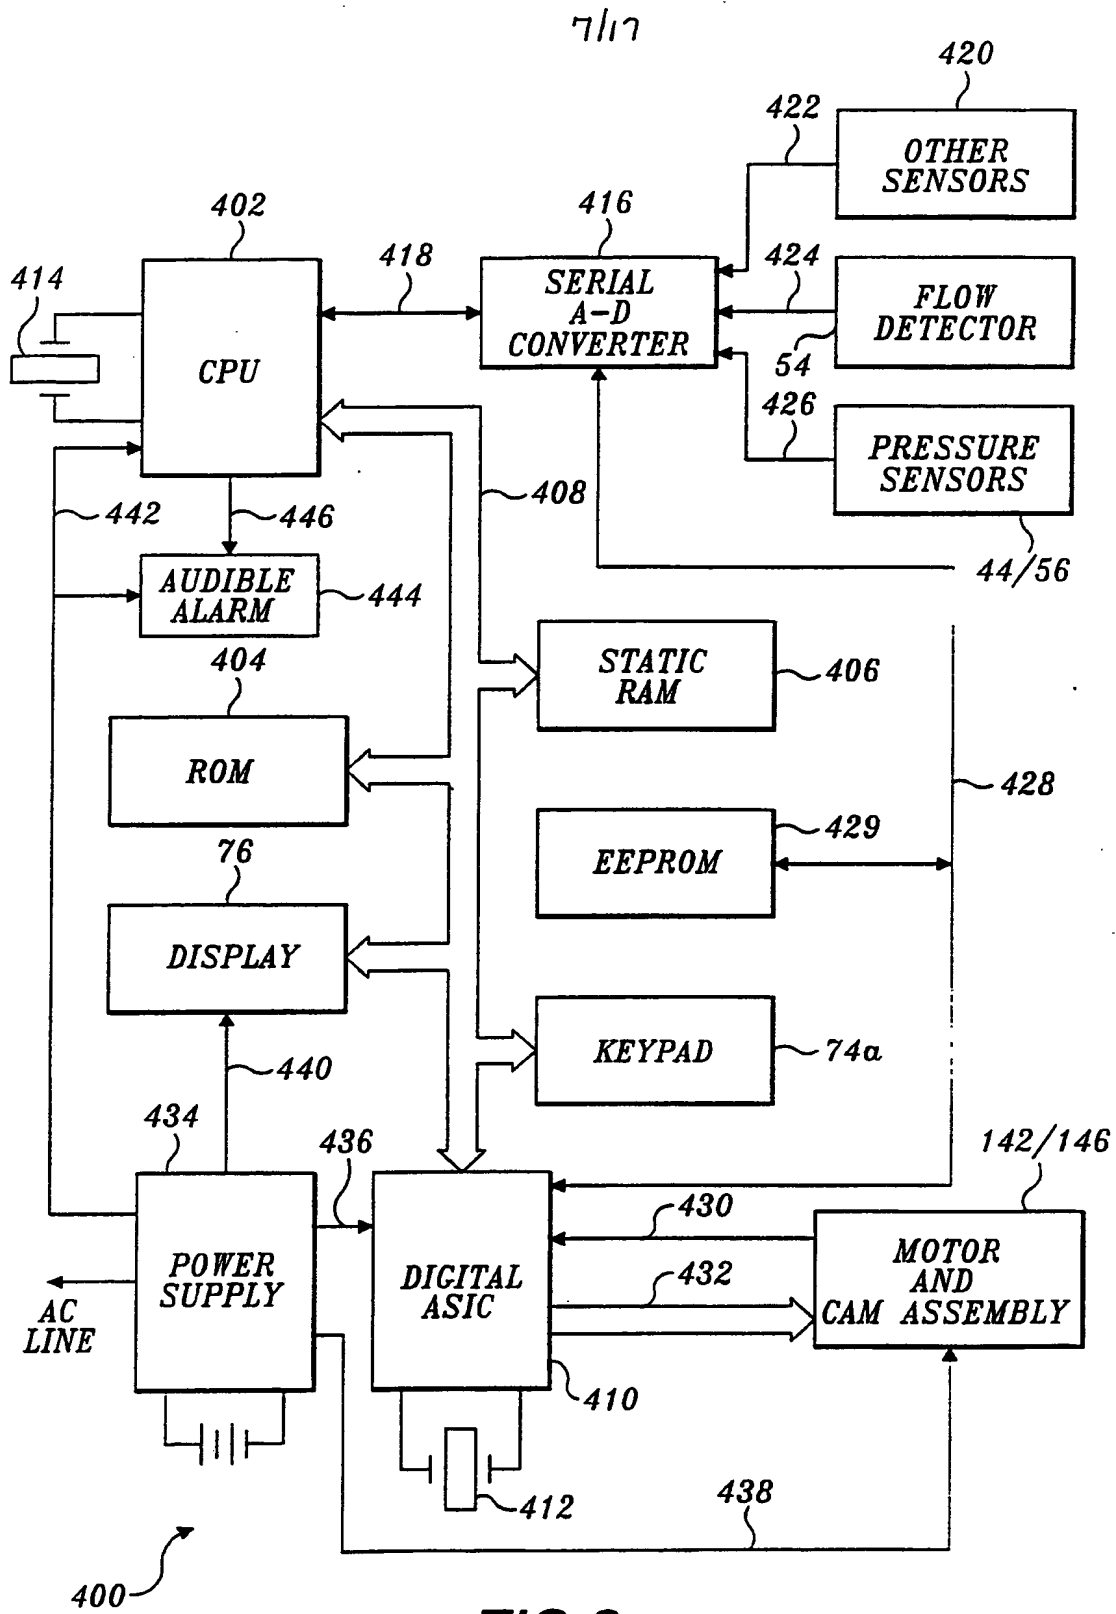 7/17
420
422
OTHER
SENSORS
402
416
414
418
424
SERIAL
A-D
CONVERTER
FLOW
DETECTOR
CPU
54
426
PRESSURE
SENSORS
408
442
446
44/56
AUDIBLE
ALARM
444
404
STATIC
RAM
406
ROM
428
76
429
EEPROM
DISPLAY
KEYPAD
74a
440
434
436
142/146
430
POWER
SUPPLY
DIGITAL
ASIC
432
MOTOR
AND
CAM ASSEMBLY
AC
LINE
410
412
438
400